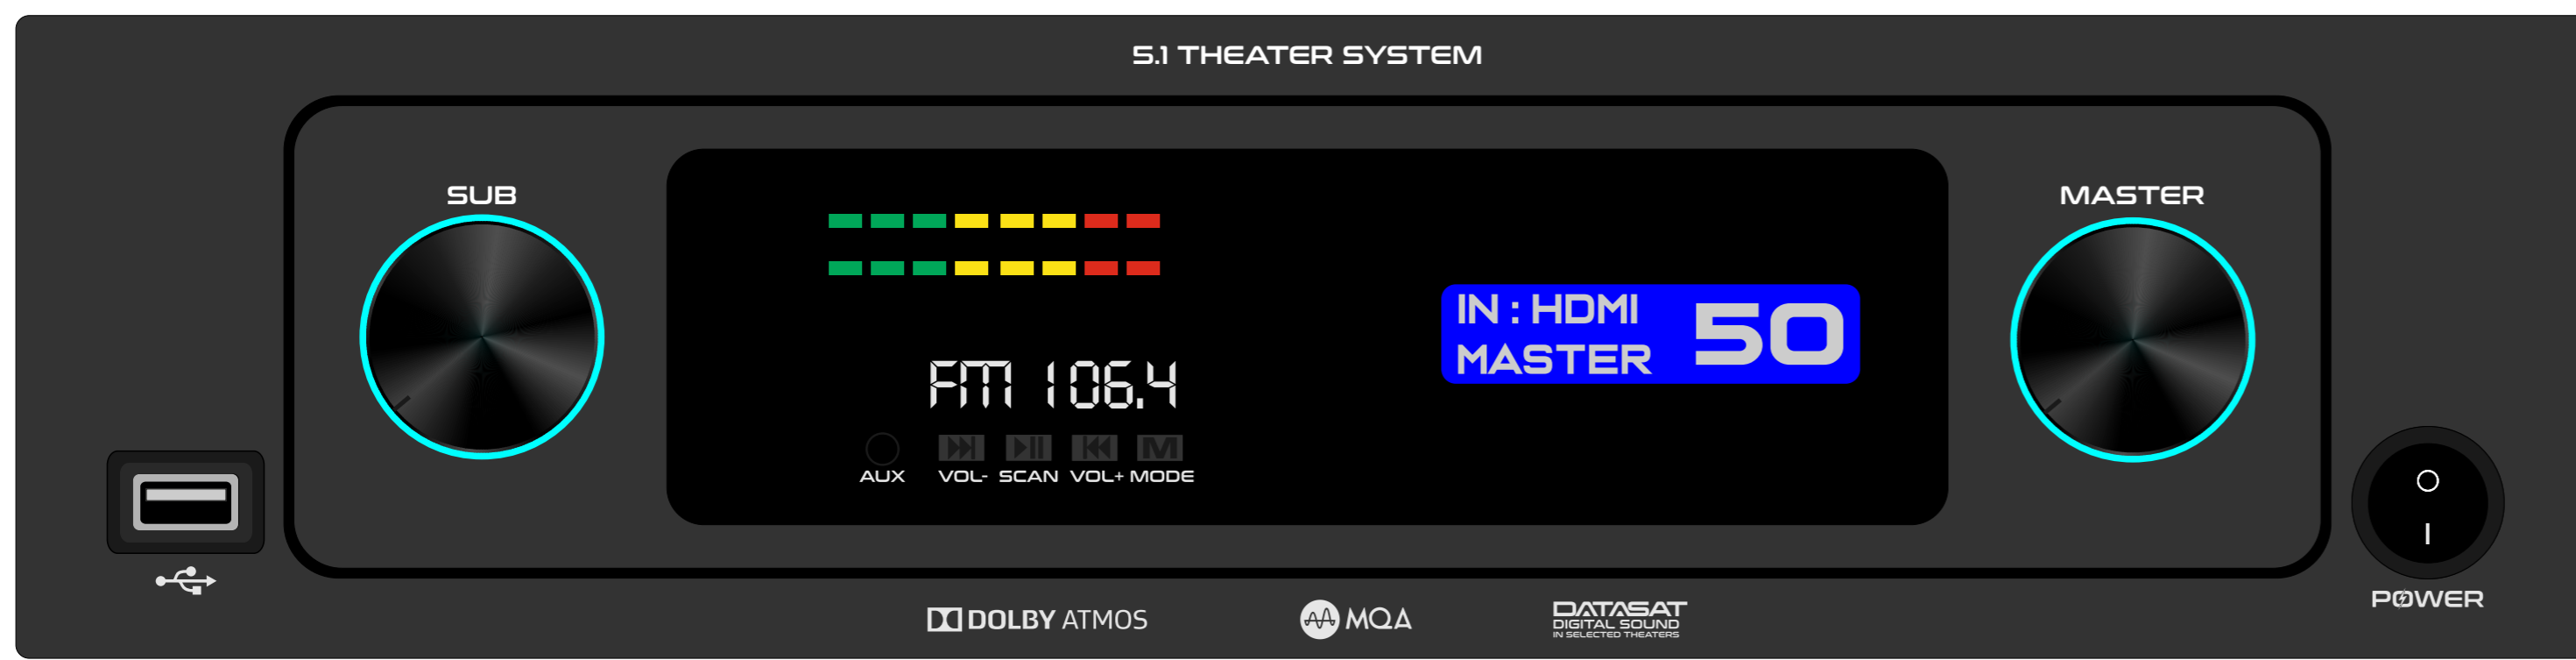 5.1 THEATER SYSTEM
SUB
MASTER
IN : HDMI
MASTER
50
FM 106.4
M
AUX VOL- SCAN VOL+ MODE
POWER
DOLBY ATMOS
MQA
DATASAT
DIGITAL SOUND
IN SELECTED THEATERS